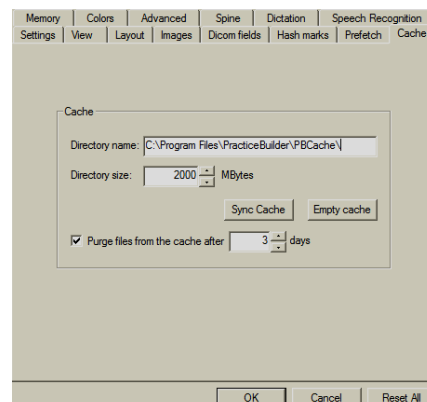 Memory Colors Advanced Spine Dictation Speech Recognition
Settings View Layout Images Dicom fields Hash marks Prefetch Cache
Cache
Directory name: C:\Program Files\PracticeBuilder\PBCache\
Directory size: 2000 MBytes
Sync Cache Empty cache
Purge files from the cache after 3 days
OK Cancel Reset All